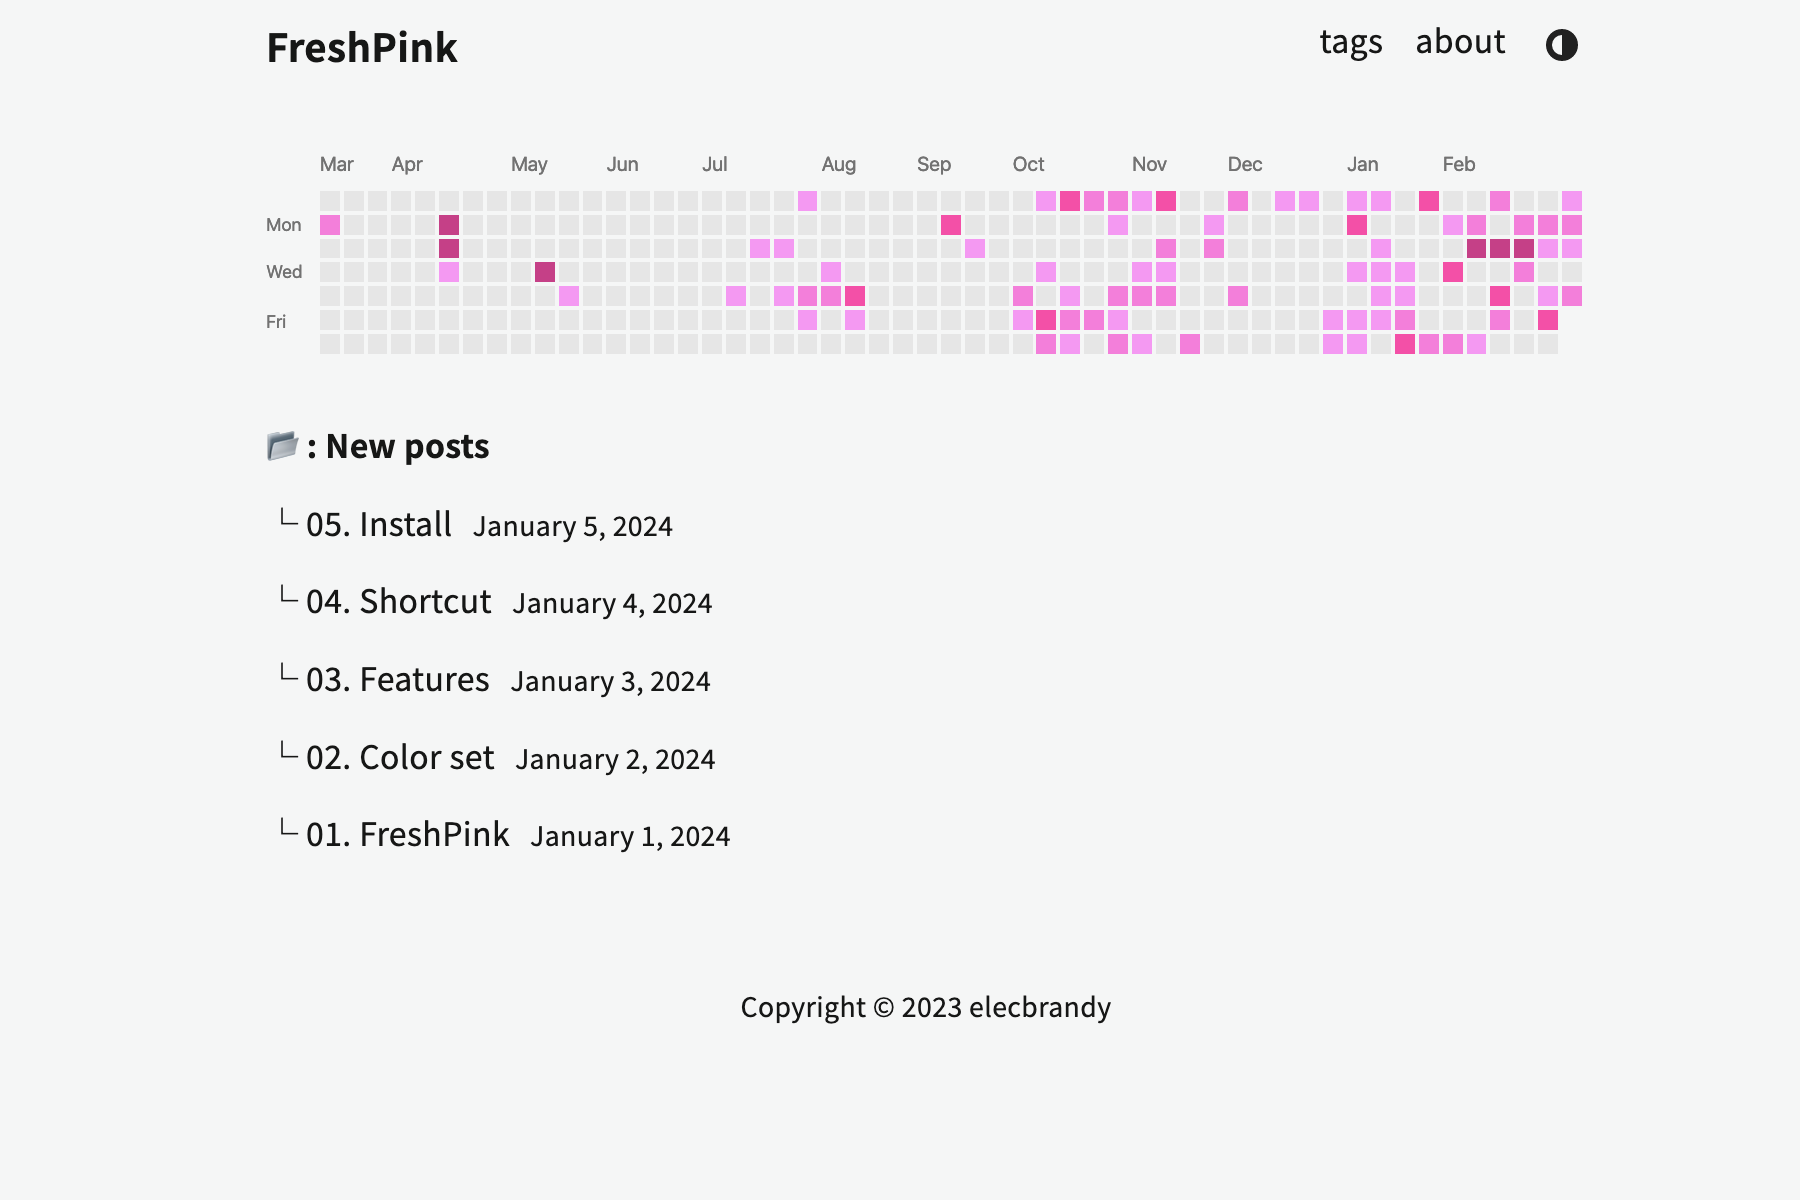 FreshPink
tags about
Mar Apr May Jun Jul Aug Sep Oct Nov Dec Jan Feb
Mon
Wed
Fri
: New posts
05. Install January 5, 2024
04. Shortcut January 4, 2024
03. Features January 3, 2024
02. Color set January 2, 2024
01. FreshPink January 1, 2024
Copyright © 2023 elecbrandy